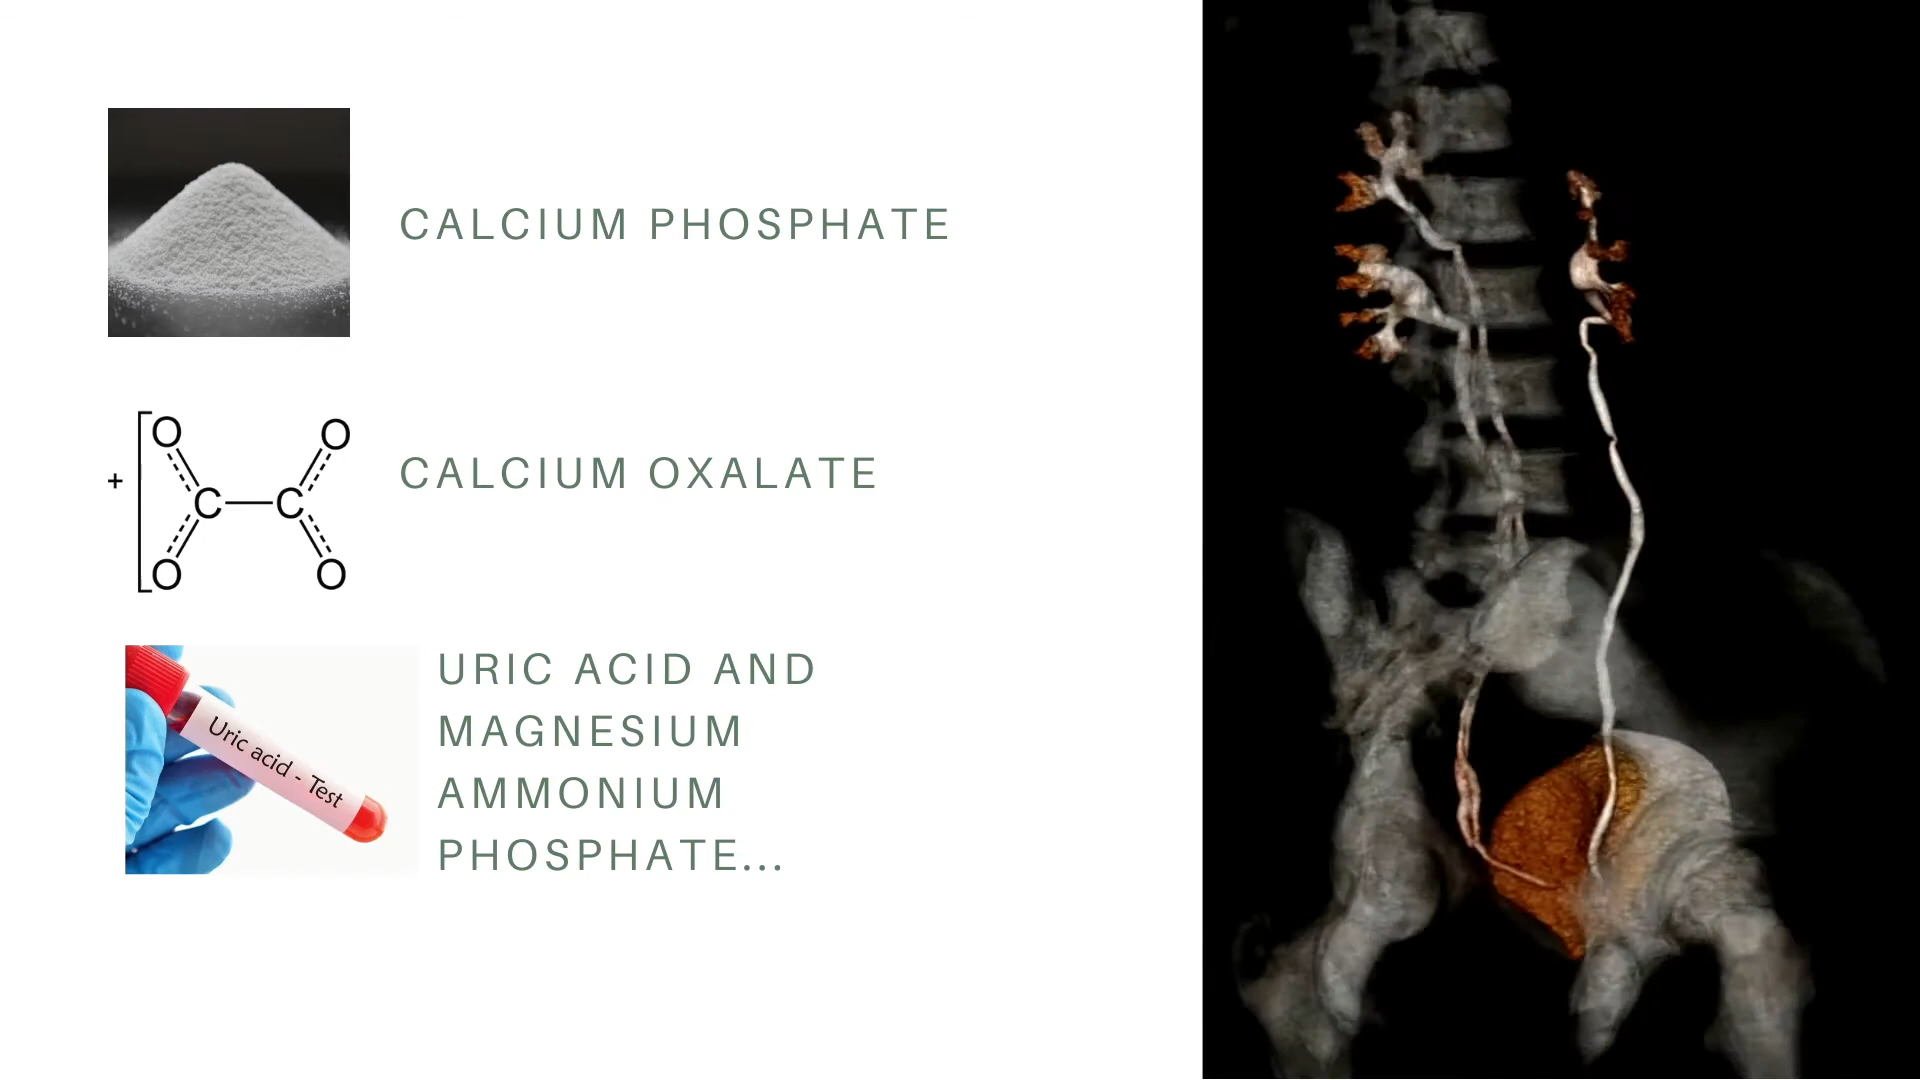 CALCIUM PHOSPHATE
+
O O
C C
O O
CALCIUM OXALATE
Uric acid - Test
URIC ACID AND
MAGNESIUM
AMMONIUM
PHOSPHATE...